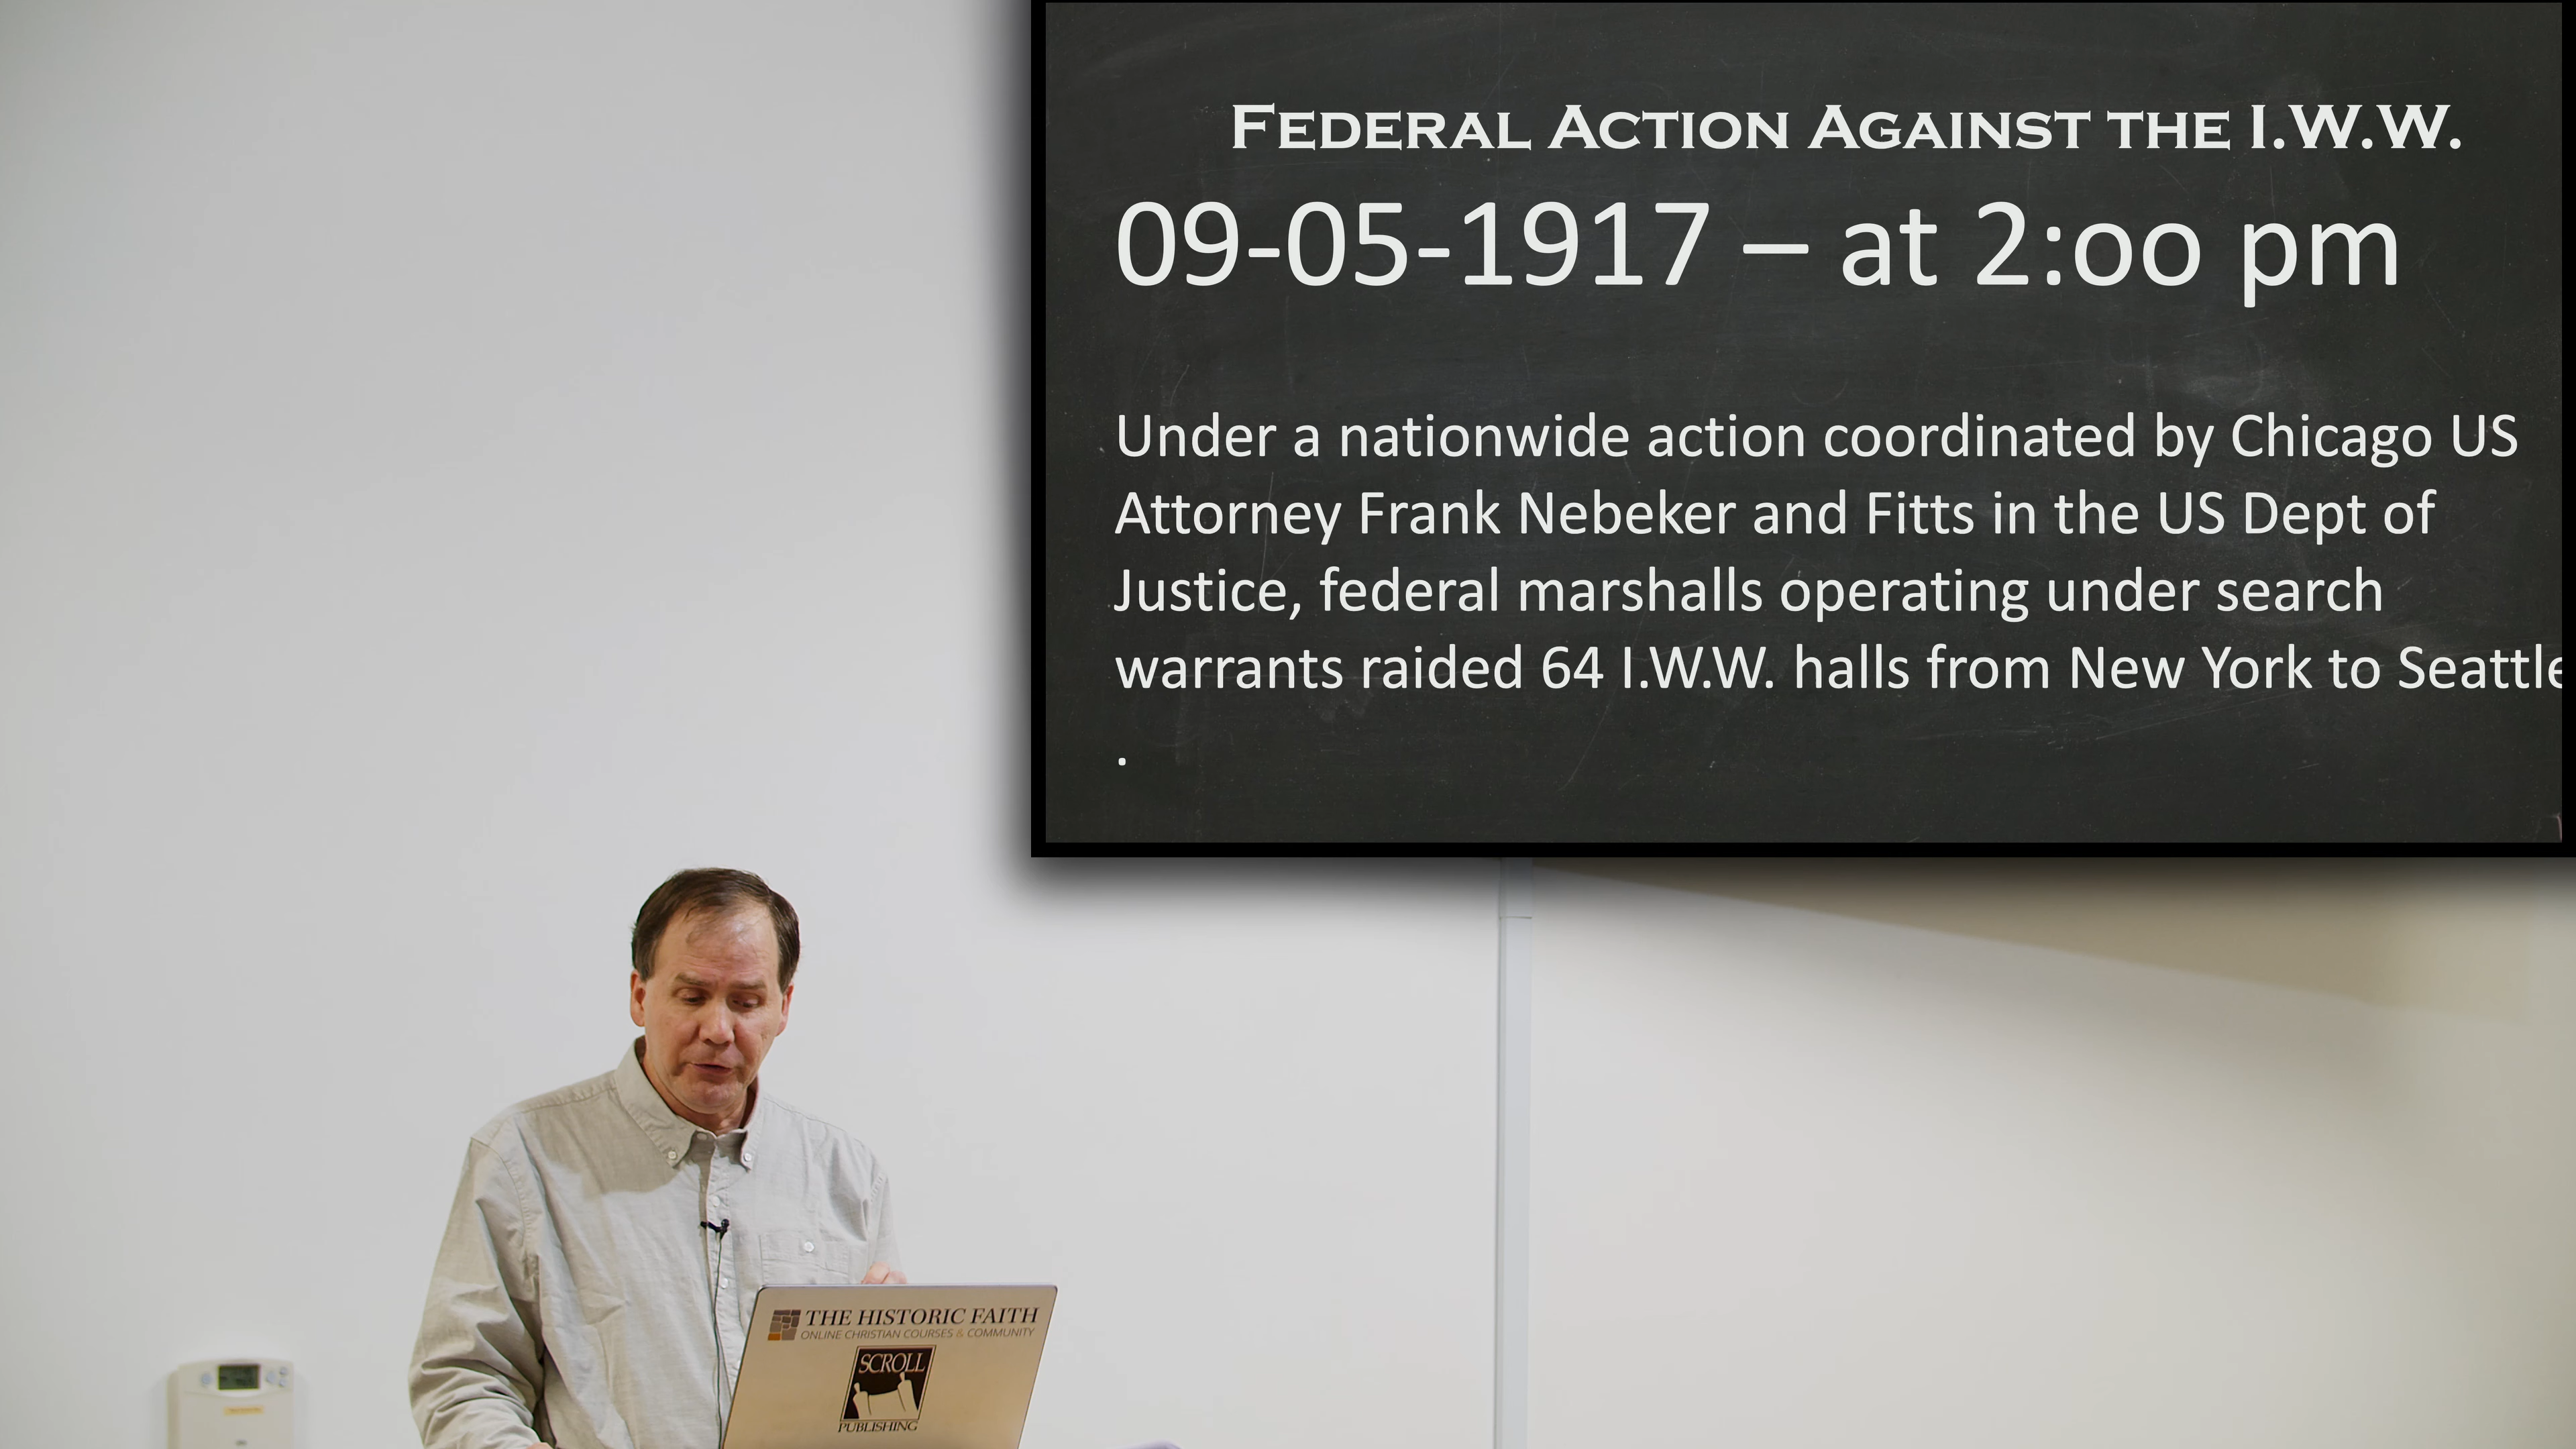 FEDERAL ACTION AGAINST THE I.W.W.
09-05-1917 – at 2:oo pm
Under a nationwide action coordinated by Chicago US
Attorney Frank Nebeker and Fitts in the US Dept of
Justice, federal marshalls operating under search
warrants raided 64 I.W.W. halls from New York to Seattle
.
THE HISTORIC FAITH
ONLINE CHRISTIAN COURSES & COMMUNITY
SCROLL
PUBLISHING